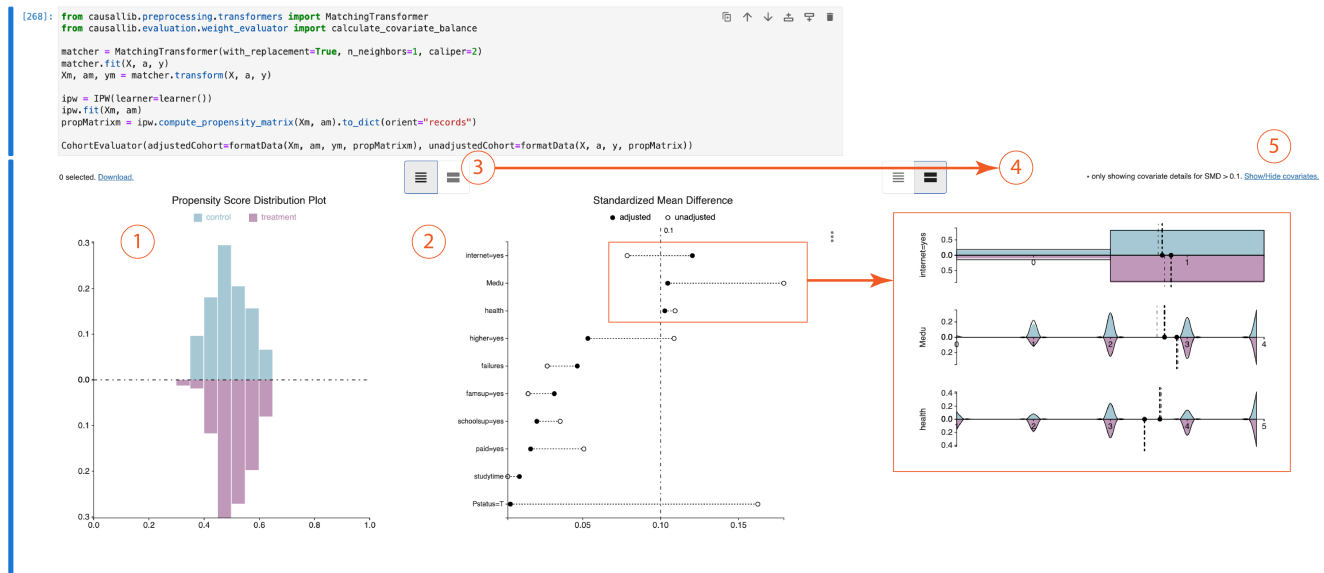 [268]: from causallib.preprocessing.transformers import MatchingTransformer
from causallib.evaluation.weight_evaluator import calculate_covariate_balance
matcher = MatchingTransformer(with_replacement=True, n_neighbors=1, caliper=2)
matcher.fit(X, a, y)
Xm, am, ym = matcher.transform(X, a, y)
ipw = IPW(learner=learner())
ipw.fit(Xm, am)
propMatrixm = ipw.compute_propensity_matrix(Xm, am).to_dict(orient="records")
CohortEvaluator(adjustedCohort=formatData(Xm, am, ym, propMatrixm), unadjustedCohort=formatData(X, a, y, propMatrix))
0 selected. Download.
3
4
5
• only showing covariate details for SMD > 0.1. Show/Hide covariates.
Propensity Score Distribution Plot
control treatment
1
0.3
0.2
0.1
0.0
0.1
0.2
0.3
0.0 0.2 0.4 0.6 0.8 1.0
2
Standardized Mean Difference
adjusted unadjusted
0.1
internet=yes
Medu
health
higher=yes
failures
famsup=yes
schoolsup=yes
paid=yes
studytime
Pstatus=T
0.05 0.10 0.15
internet=yes
0.5
0.0
0.5
0 1
Medu
0.2
0.0
0.2
0 1 2 3 4
health
0.4
0.2
0.0
0.2
0.4
1 2 3 4 5